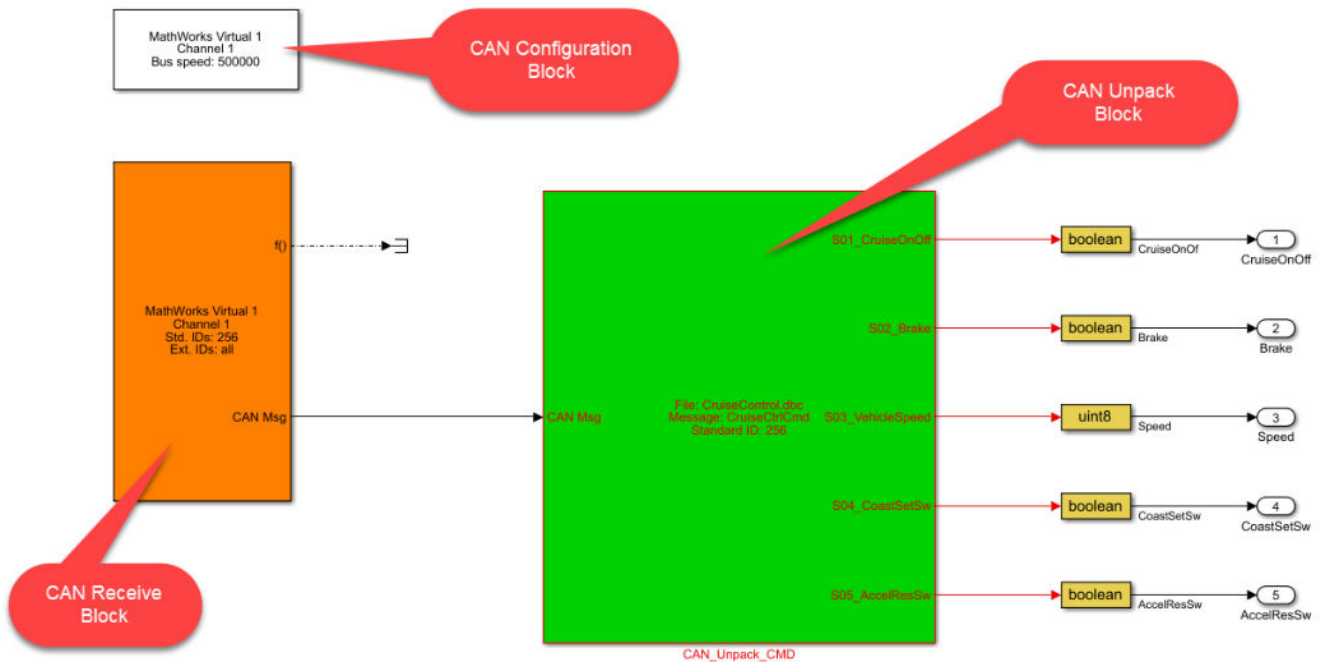 MathWorks Virtual 1
Channel 1
Bus speed: 500000
CAN Configuration
Block
CAN Unpack
Block
f()
MathWorks Virtual 1
Channel 1
Std. IDs: 256
Ext. IDs: all
CAN Msg
CAN Receive
Block
CAN Msg
File: CruiseControl.dbc
Message: CruiseCtrlCmd
Standard ID: 256
S01_CruiseOnOff
boolean
CruiseOnOf
1
CruiseOnOff
S02_Brake
boolean
Brake
2
Brake
S03_VehicleSpeed
uint8
Speed
3
Speed
S04_CoastSetSw
boolean
CoastSetSw
4
CoastSetSw
S05_AccelResSw
boolean
AccelResSw
5
AccelResSw
CAN_Unpack_CMD